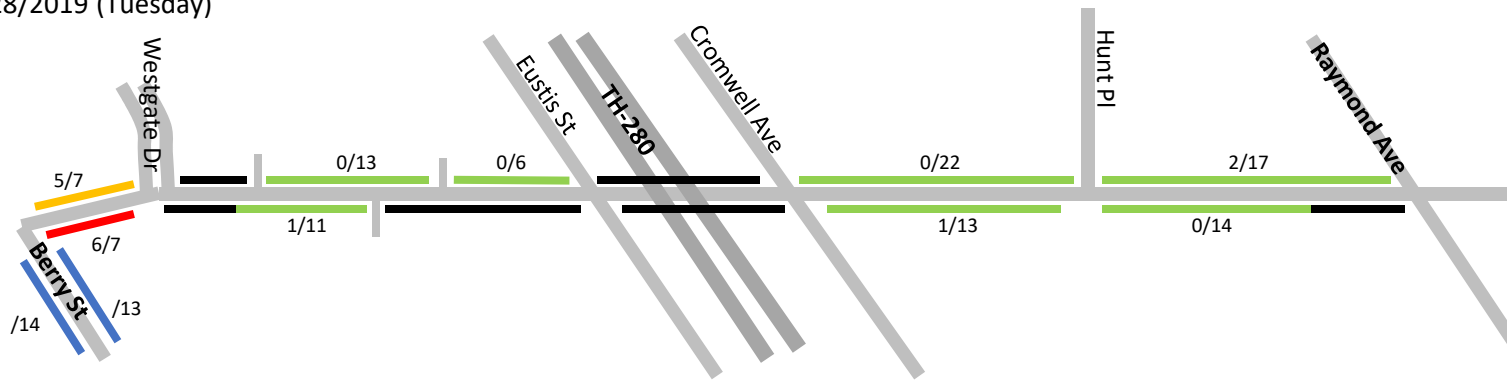 28/2019 (Tuesday)
Westgate Dr
Eustis St
TH-280
Cromwell Ave
Hunt Pl
Raymond Ave
5/7
0/13
0/6
0/22
2/17
6/7
1/11
1/13
0/14
Berry St
/13
/14